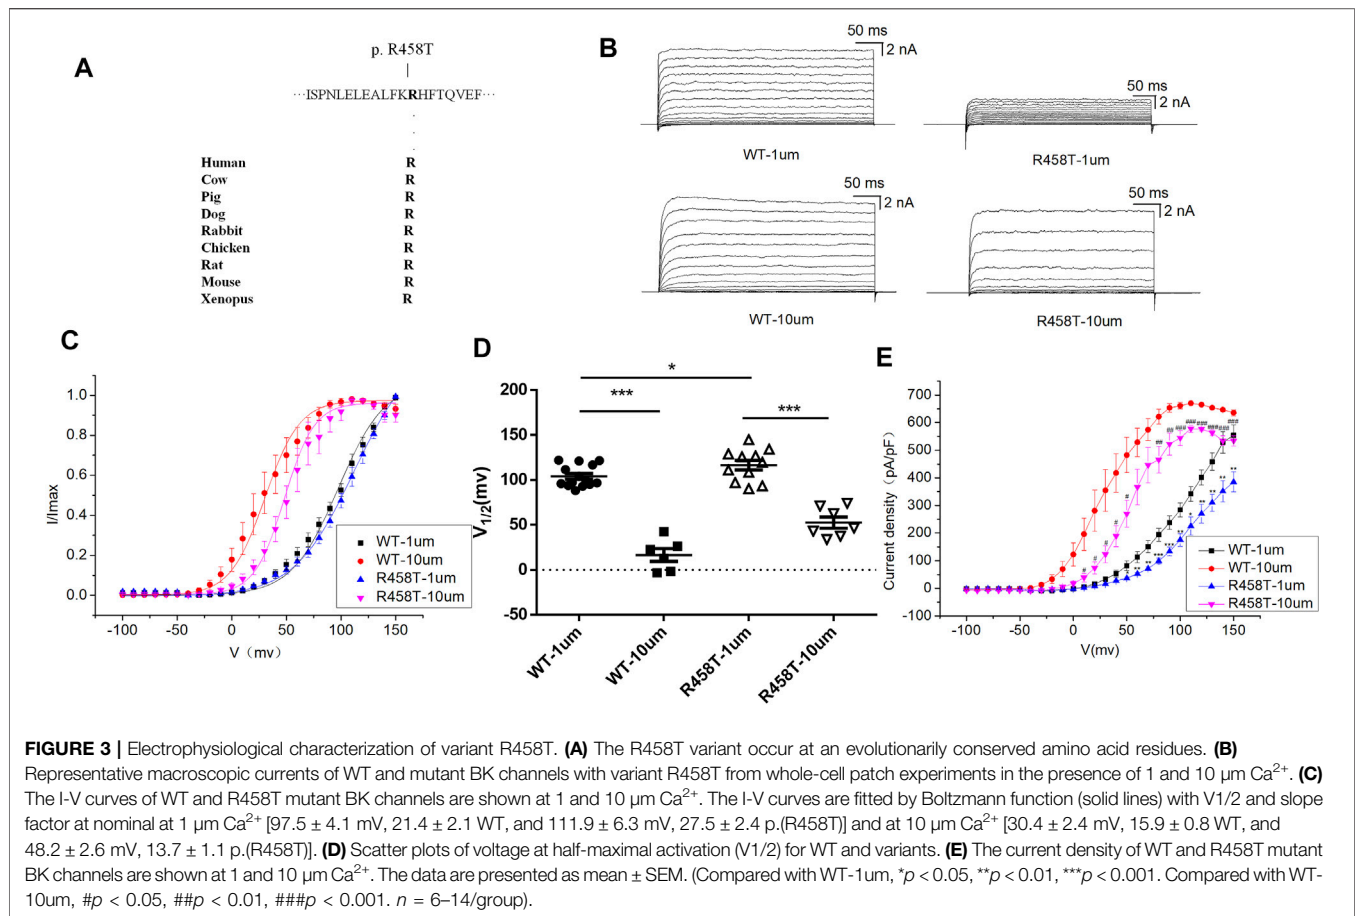 A
p. R458T
···ISPNLELEALFKRHFTQVEF···
Human R
Cow R
Pig R
Dog R
Rabbit R
Chicken R
Rat R
Mouse R
Xenopus R
B
50 ms
2 nA
WT-1um
50 ms
2 nA
R458T-1um
50 ms
2 nA
WT-10um
50 ms
2 nA
R458T-10um
C
I/Imax
1.0
0.8
0.6
0.4
0.2
0.0
-100 -50 0 50 100 150
V（mv）
WT-1um
WT-10um
R458T-1um
R458T-10um
D
V1/2(mv)
200
150
100
50
0
-50
*
***
***
WT-1um
WT-10um
R458T-1um
R458T-10um
E
Current density（pA/pF）
700
600
500
400
300
200
100
0
-100
-100 -50 0 50 100 150
V(mv)
WT-1um
WT-10um
R458T-1um
R458T-10um
FIGURE 3 | Electrophysiological characterization of variant R458T. (A) The R458T variant occur at an evolutionarily conserved amino acid residues. (B)
Representative macroscopic currents of WT and mutant BK channels with variant R458T from whole-cell patch experiments in the presence of 1 and 10 µm Ca²⁺. (C)
The I-V curves of WT and R458T mutant BK channels are shown at 1 and 10 µm Ca²⁺. The I-V curves are fitted by Boltzmann function (solid lines) with V1/2 and slope
factor at nominal at 1 µm Ca²⁺ [97.5 ± 4.1 mV, 21.4 ± 2.1 WT, and 111.9 ± 6.3 mV, 27.5 ± 2.4 p.(R458T)] and at 10 µm Ca²⁺ [30.4 ± 2.4 mV, 15.9 ± 0.8 WT, and
48.2 ± 2.6 mV, 13.7 ± 1.1 p.(R458T)]. (D) Scatter plots of voltage at half-maximal activation (V1/2) for WT and variants. (E) The current density of WT and R458T mutant
BK channels are shown at 1 and 10 µm Ca²⁺. The data are presented as mean ± SEM. (Compared with WT-1um, *p < 0.05, **p < 0.01, ***p < 0.001. Compared with WT-
10um, #p < 0.05, ##p < 0.01, ###p < 0.001. n = 6–14/group).